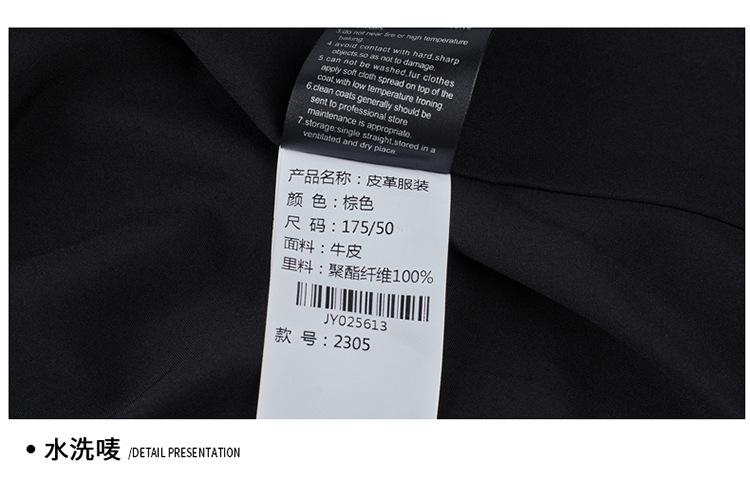 3.do not near fire or high temperature
baking.
4.avoid contact with hard,sharp
objects,so as not to damage.
5.can not be washed.fur clothes
apply soft cloth spread on top of the
coat,with low temperature froning.
6.clean coats generally should be
sent to professional store
maintenance is appropriate.
7.storage:single straight,stored in a
ventilated and dry place.
产品名称：皮革服装
颜 色：棕色
尺 码：175/50
面料：牛皮
里料：聚酯纤维100%
JY025613
款 号：2305
• 水洗唛 /DETAIL PRESENTATION